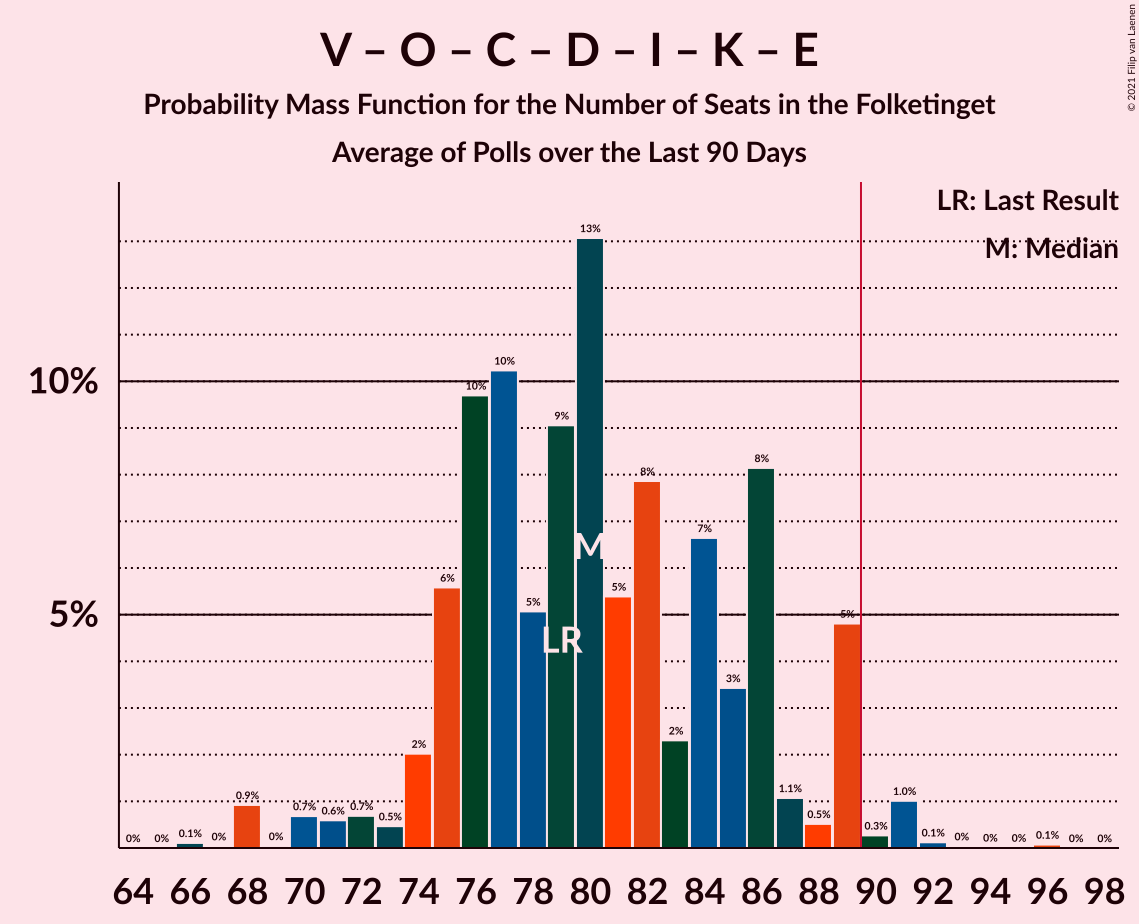 V – O – C – D – I – K – E
Probability Mass Function for the Number of Seats in the Folketinget
Average of Polls over the Last 90 Days
© 2021 Filip van Laenen
LR: Last Result
M: Median
10%
5%
0% 0% 0.1% 0% 0.9% 0% 0.7% 0.6% 0.7% 0.5% 2% 6% 10% 10% 5% 9% 13% 5% 8% 2% 7% 3% 8% 1.1% 0.5% 5% 0.3% 1.0% 0.1% 0% 0% 0% 0.1% 0% 0%
M
LR
64 66 68 70 72 74 76 78 80 82 84 86 88 90 92 94 96 98